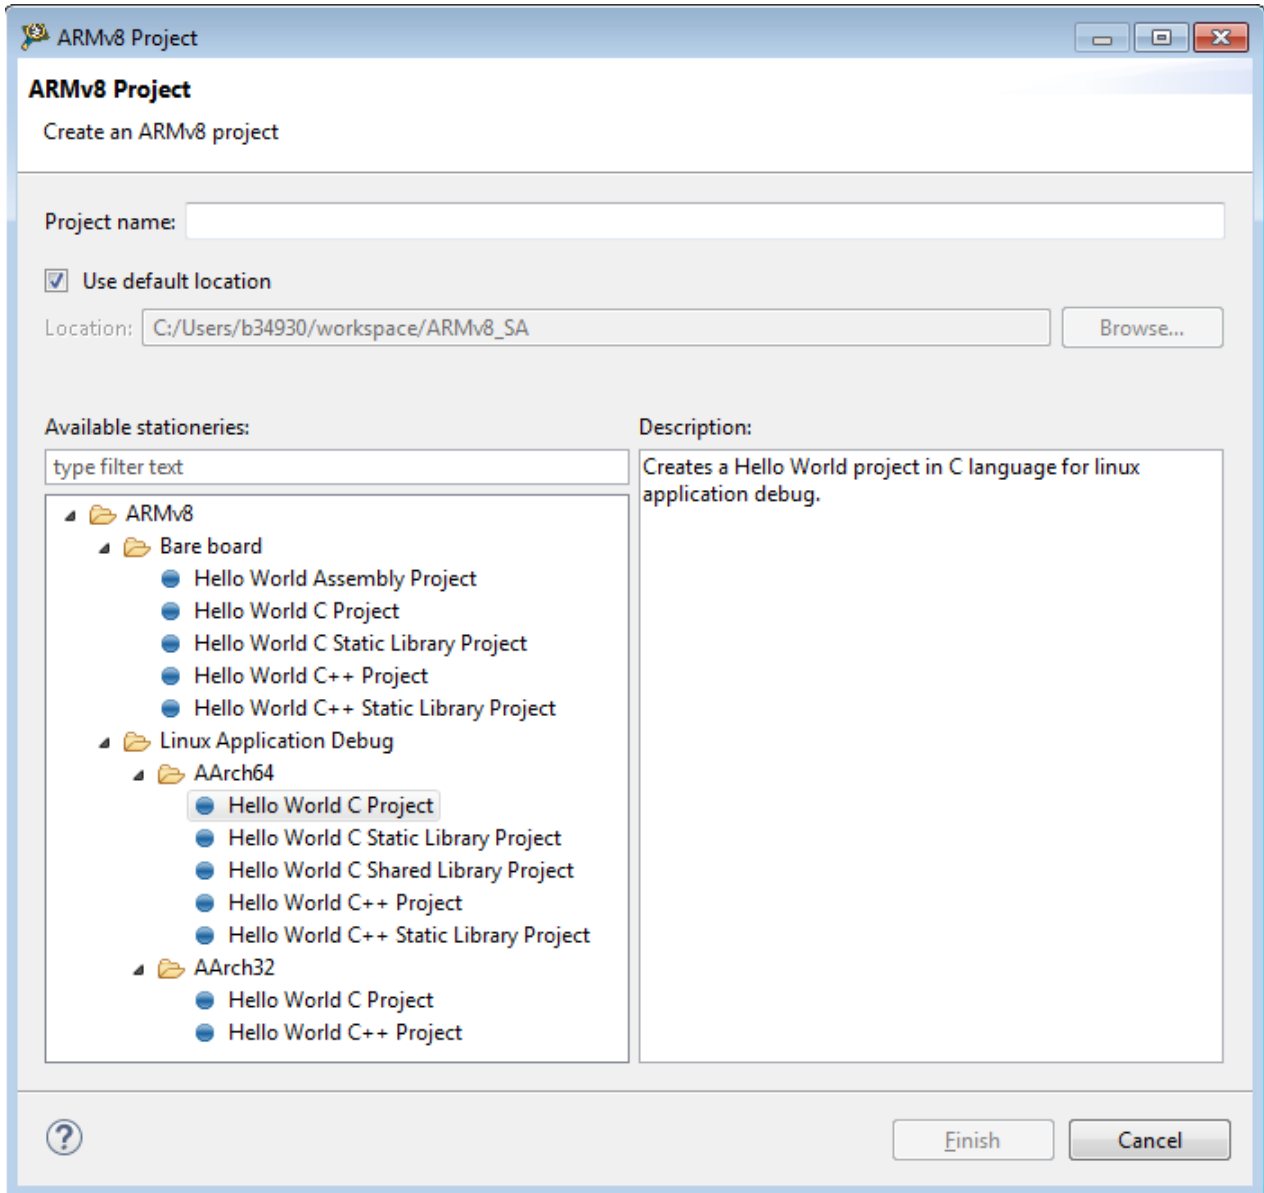 ARMv8 Project
ARMv8 Project
Create an ARMv8 project
Project name:
Use default location
Location: C:/Users/b34930/workspace/ARMv8_SA Browse...
Available stationeries:
type filter text
ARMv8
Bare board
Hello World Assembly Project
Hello World C Project
Hello World C Static Library Project
Hello World C++ Project
Hello World C++ Static Library Project
Linux Application Debug
AArch64
Hello World C Project
Hello World C Static Library Project
Hello World C Shared Library Project
Hello World C++ Project
Hello World C++ Static Library Project
AArch32
Hello World C Project
Hello World C++ Project
Description:
Creates a Hello World project in C language for linux
application debug.
?
Finish Cancel